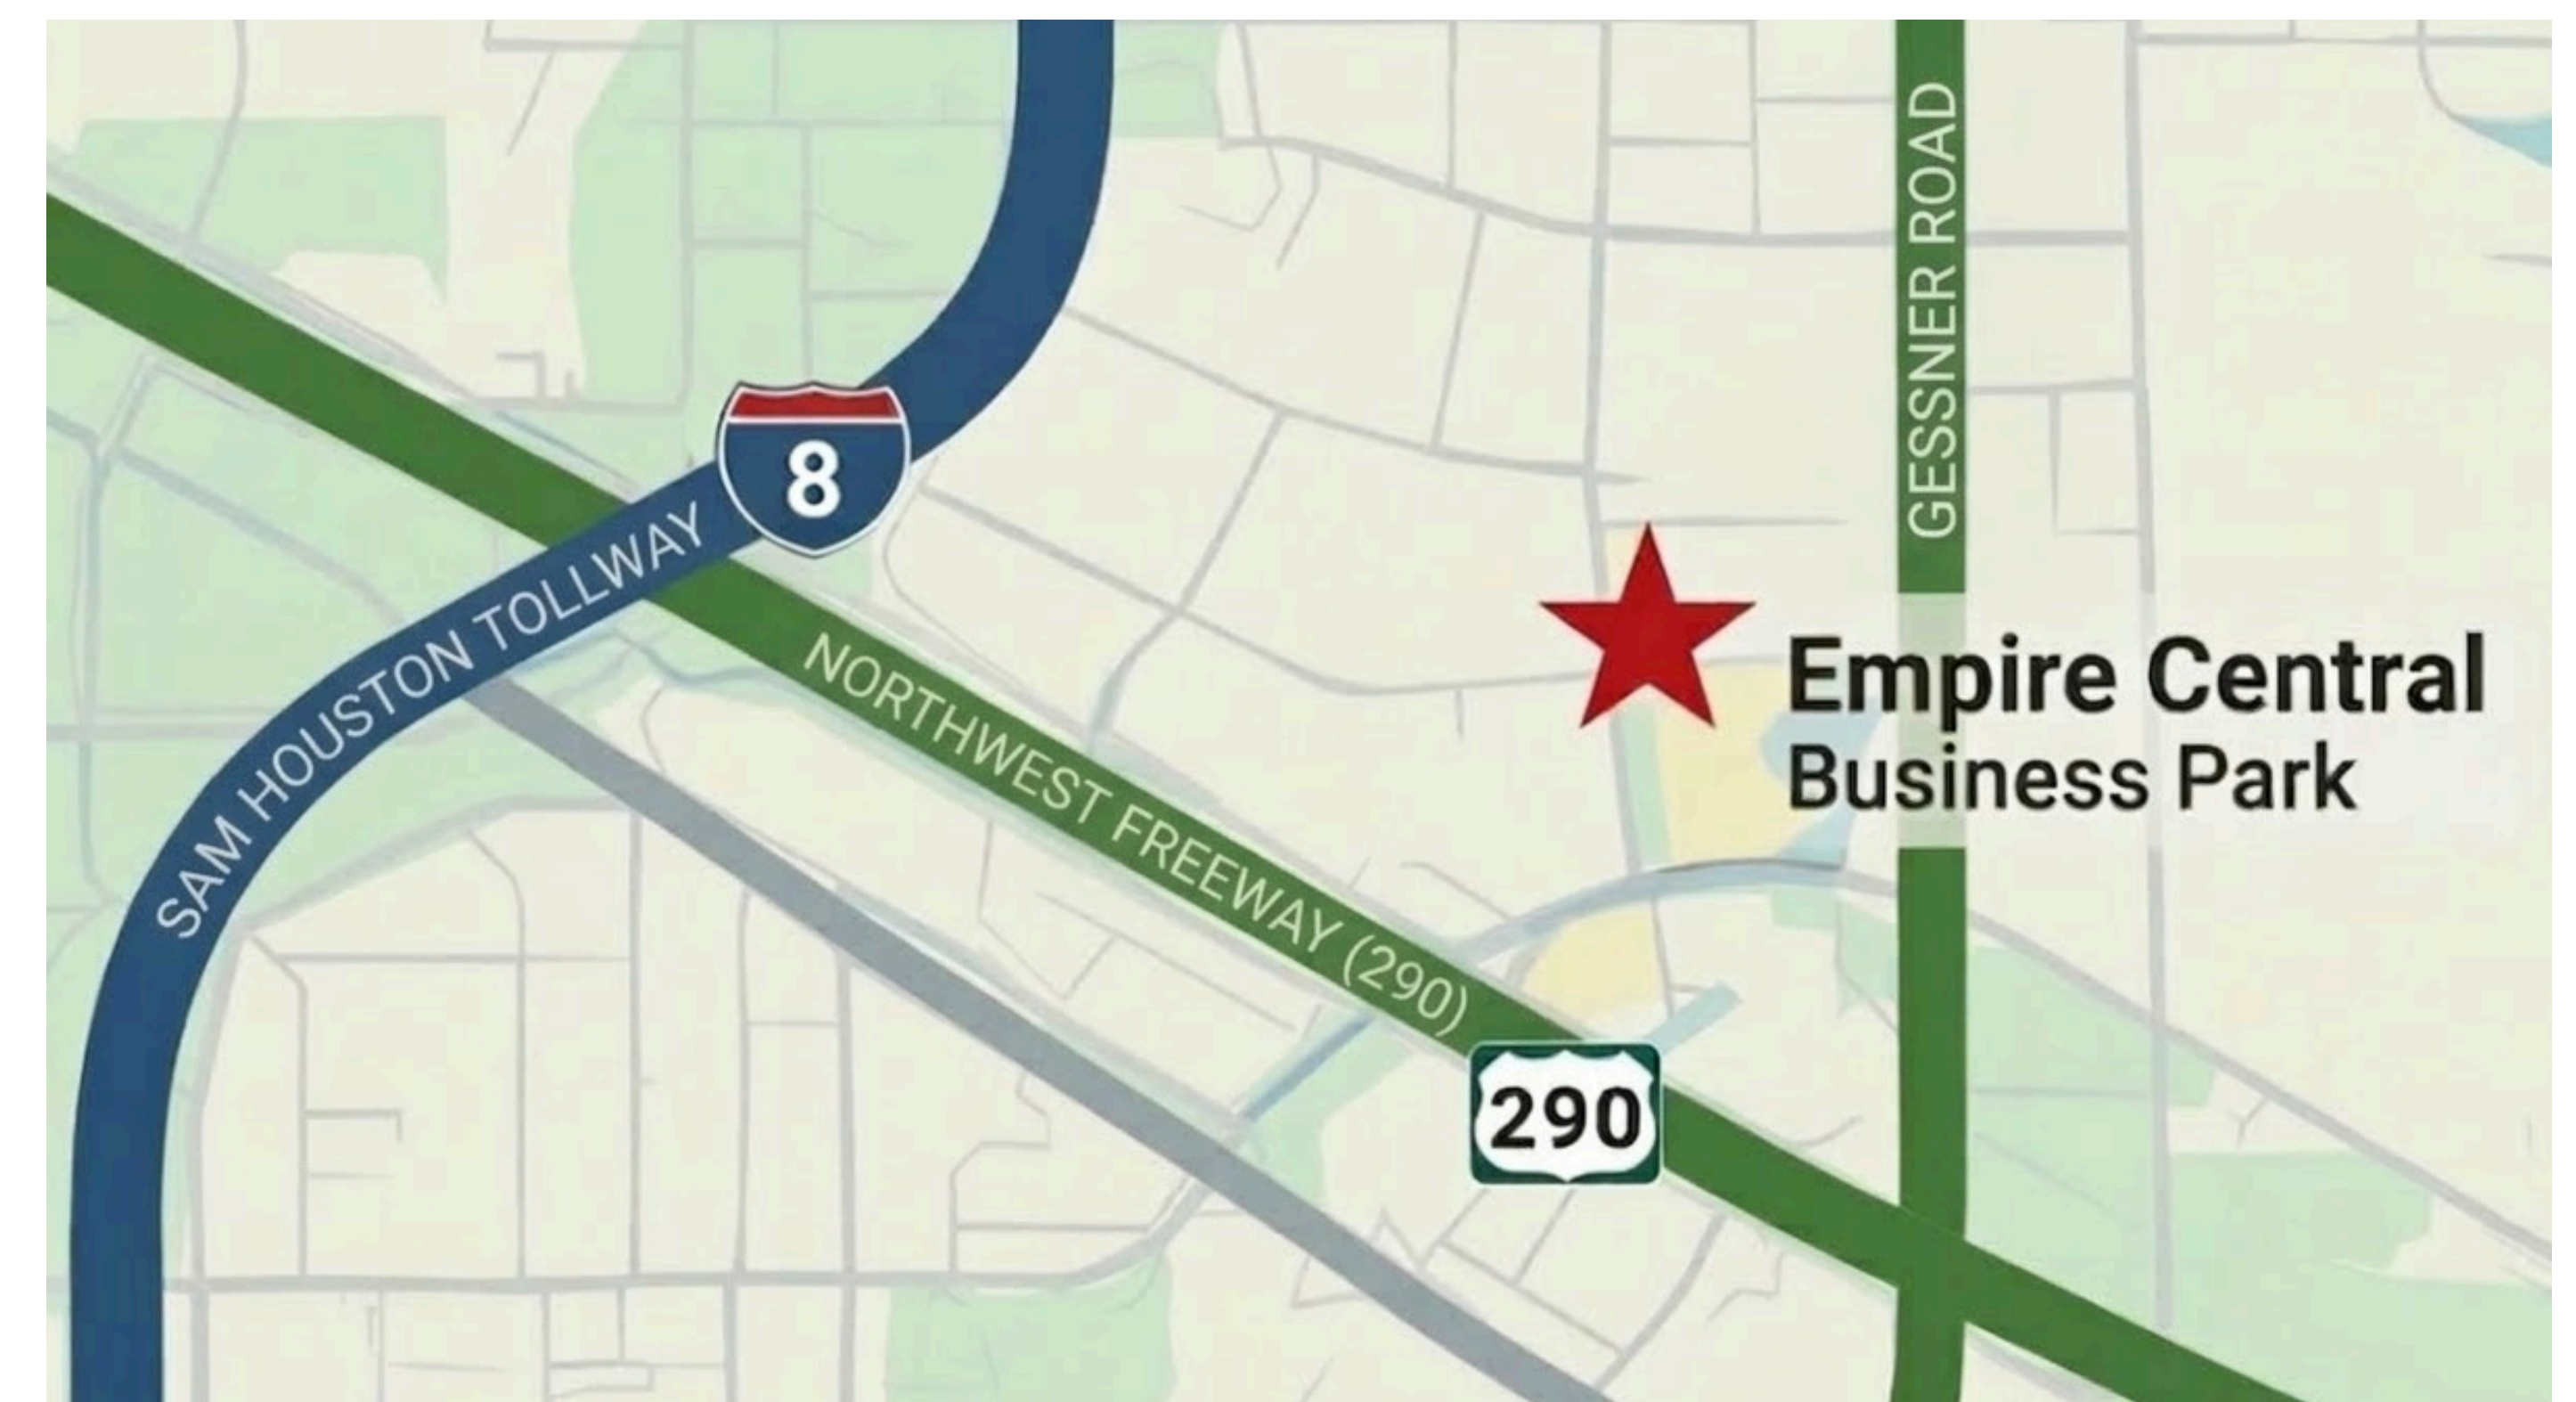 GESSNER ROAD
8
SAM HOUSTON TOLLWAY
NORTHWEST FREEWAY (290)
Empire Central
Business Park
290